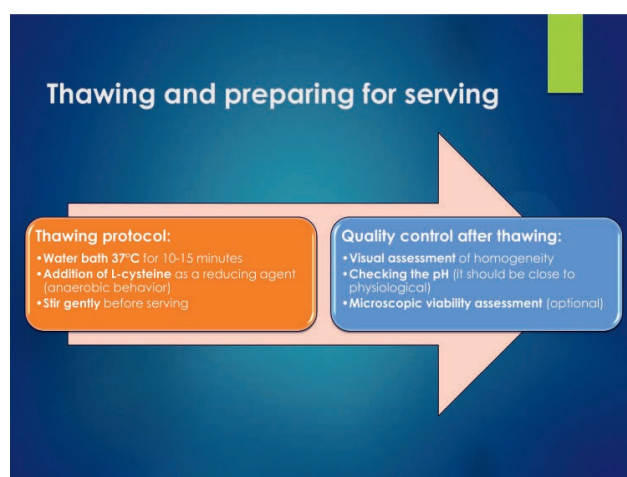 Thawing and preparing for serving
Thawing protocol:
•Water bath 37°C for 10-15 minutes
•Addition of L-cysteine as a reducing agent
(anaerobic behavior)
•Stir gently before serving
Quality control after thawing:
•Visual assessment of homogeneity
•Checking the pH (it should be close to
physiological)
•Microscopic viability assessment (optional)